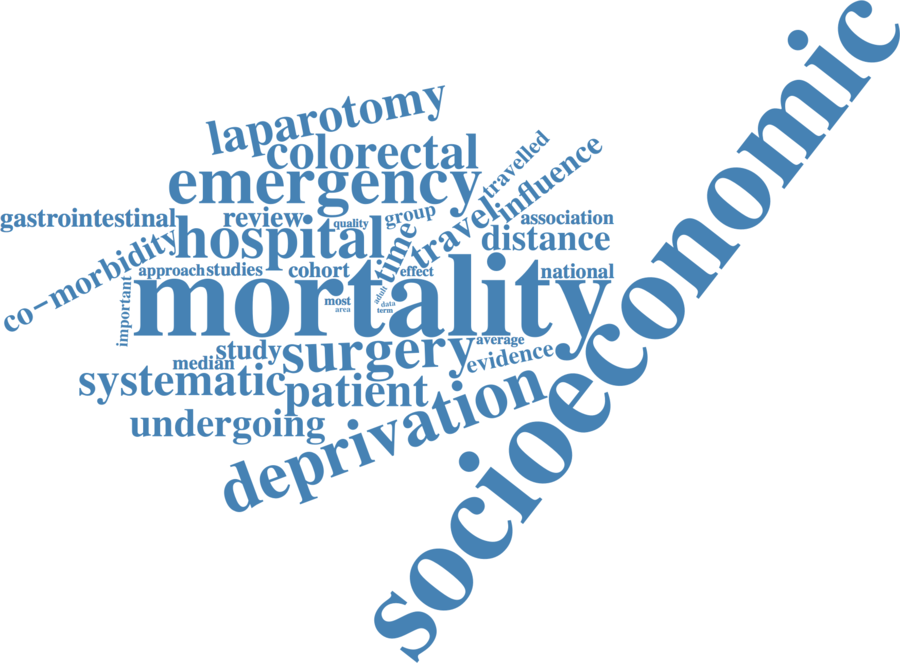 socioeconomic
laparotomy
colorectal
emergency
travelled
influence
gastrointestinal
review
quality
group
association
hospital
time
travel
distance
co-morbidity
approach
studies
cohort
effect
national
mortality
important
most
area
adult
data
term
study
surgery
average
median
evidence
systematic
patient
undergoing
deprivation